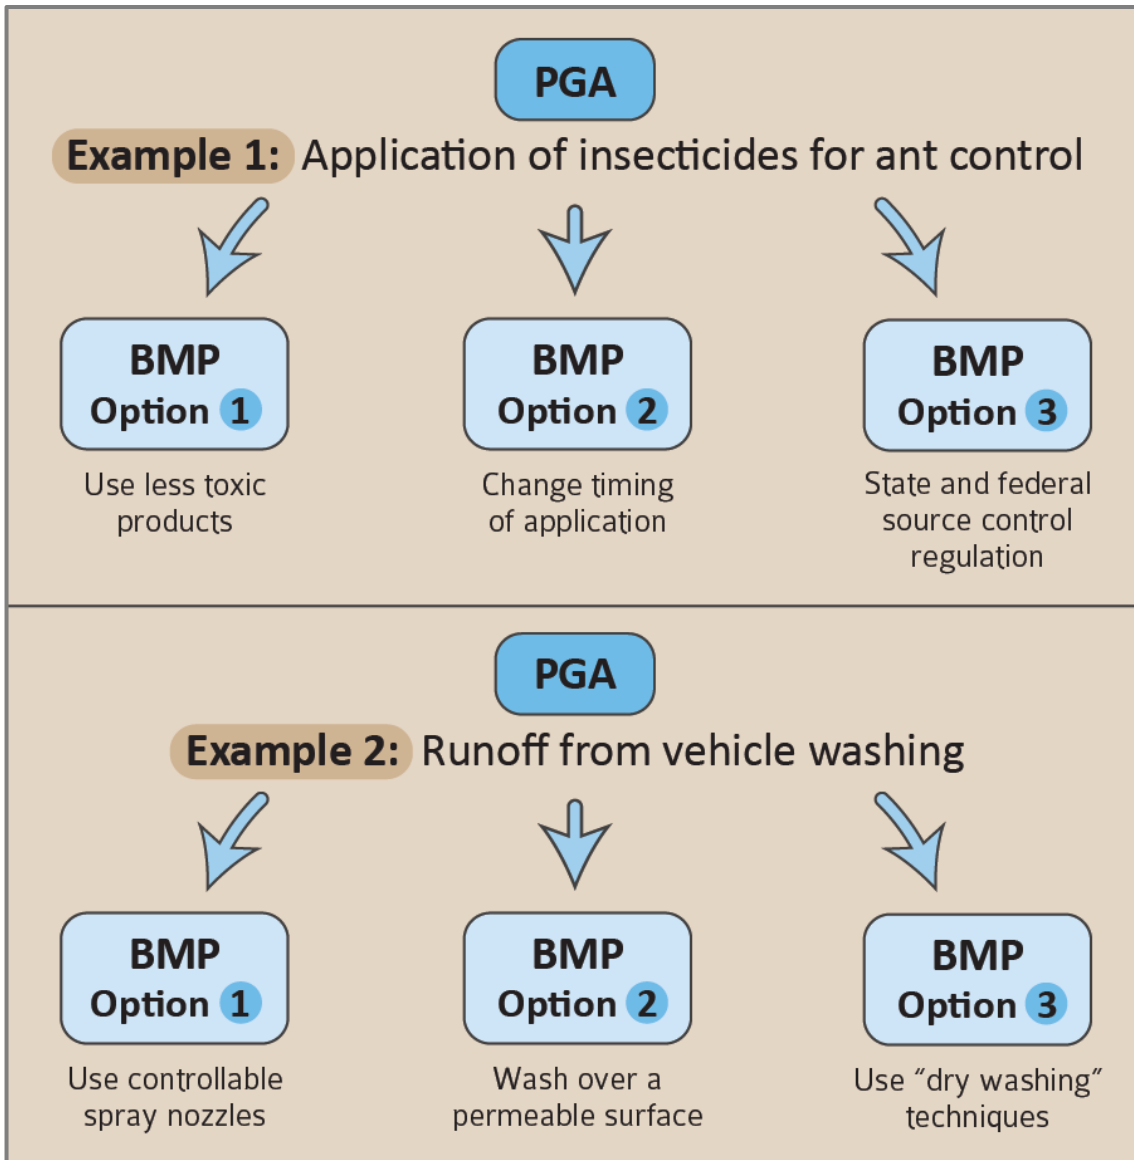 PGA
Example 1: Application of insecticides for ant control
BMP
Option 1
Use less toxic
products
BMP
Option 2
Change timing
of application
BMP
Option 3
State and federal
source control
regulation
PGA
Example 2: Runoff from vehicle washing
BMP
Option 1
Use controllable
spray nozzles
BMP
Option 2
Wash over a
permeable surface
BMP
Option 3
Use “dry washing”
techniques